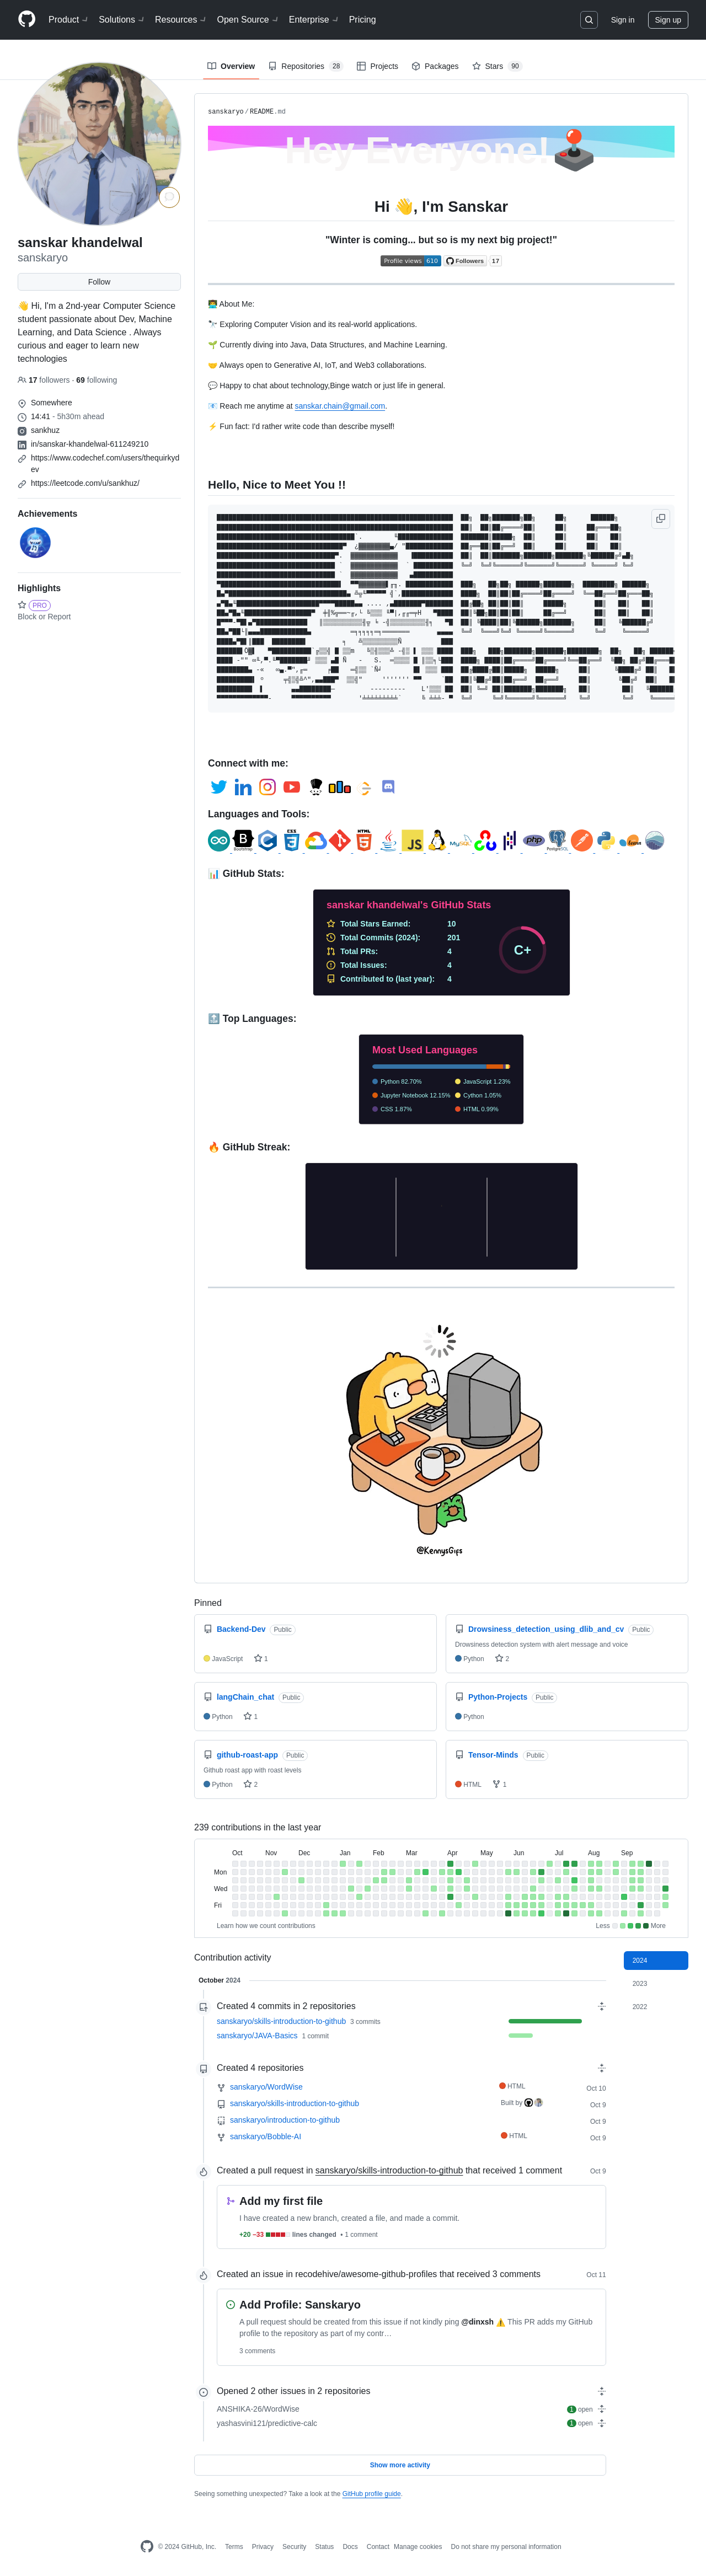 Product Solutions Resources Open Source Enterprise Pricing Sign in Sign up
Overview Repositories 28 Projects Packages Stars 90
sanskar khandelwal
sanskaryo
Follow
👋 Hi, I'm a 2nd-year Computer Science
student passionate about Dev, Machine
Learning, and Data Science . Always
curious and eager to learn new
technologies
17 followers · 69 following
Somewhere
14:41 - 5h30m ahead
sankhuz
in/sanskar-khandelwal-611249210
https://www.codechef.com/users/thequirkyd
ev
https://leetcode.com/u/sankhuz/
Achievements
Highlights
PRO
Block or Report
sanskaryo/README.md
Hey Everyone!🕹️
Hi 👋, I'm Sanskar
"Winter is coming... but so is my next big project!"
Profile views 610 Followers 17
👨‍💻 About Me:
🔭 Exploring Computer Vision and its real-world applications.
🌱 Currently diving into Java, Data Structures, and Machine Learning.
🤝 Always open to Generative AI, IoT, and Web3 collaborations.
💬 Happy to chat about technology,Binge watch or just life in general.
📧 Reach me anytime at sanskar.chain@gmail.com.
⚡ Fun fact: I'd rather write code than describe myself!
Hello, Nice to Meet You !!
Connect with me:
Languages and Tools:
📊 GitHub Stats:
sanskar khandelwal's GitHub Stats
Total Stars Earned: 10
Total Commits (2024): 201
Total PRs: 4
Total Issues: 4
Contributed to (last year): 4
C+
🔝 Top Languages:
Most Used Languages
Python 82.70% JavaScript 1.23%
Jupyter Notebook 12.15% Cython 1.05%
CSS 1.87% HTML 0.99%
🔥 GitHub Streak:
@KennysGifs
Pinned
Backend-Dev Public
JavaScript 1
Drowsiness_detection_using_dlib_and_cv Public
Drowsiness detection system with alert message and voice
Python 2
langChain_chat Public
Python 1
Python-Projects Public
Python
github-roast-app Public
Github roast app with roast levels
Python 2
Tensor-Minds Public
HTML 1
239 contributions in the last year
Oct Nov Dec Jan Feb Mar Apr May Jun Jul Aug Sep
Mon
Wed
Fri
Learn how we count contributions Less More
Contribution activity
2024
2023
2022
October 2024
Created 4 commits in 2 repositories
sanskaryo/skills-introduction-to-github 3 commits
sanskaryo/JAVA-Basics 1 commit
Created 4 repositories
sanskaryo/WordWise HTML Oct 10
sanskaryo/skills-introduction-to-github Built by Oct 9
sanskaryo/introduction-to-github Oct 9
sanskaryo/Bobble-AI HTML Oct 9
Created a pull request in sanskaryo/skills-introduction-to-github that received 1 comment Oct 9
Add my first file
I have created a new branch, created a file, and made a commit.
+20 −33 lines changed • 1 comment
Created an issue in recodehive/awesome-github-profiles that received 3 comments Oct 11
Add Profile: Sanskaryo
A pull request should be created from this issue if not kindly ping @dinxsh ⚠️ This PR adds my GitHub
profile to the repository as part of my contr…
3 comments
Opened 2 other issues in 2 repositories
ANSHIKA-26/WordWise 1 open
yashasvini121/predictive-calc 1 open
Show more activity
Seeing something unexpected? Take a look at the GitHub profile guide.
© 2024 GitHub, Inc. Terms Privacy Security Status Docs Contact Manage cookies Do not share my personal information